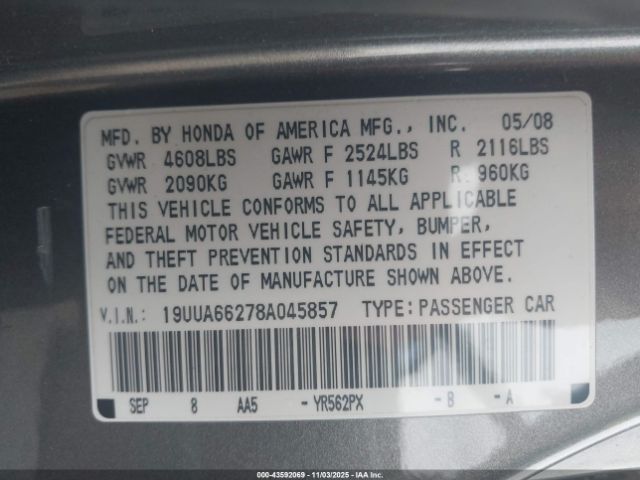 MFD. BY HONDA OF AMERICA MFG., INC. 05/08
GVWR 4608LBS GAWR F 2524LBS R 2116LBS
GVWR 2090KG GAWR F 1145KG R 960KG
THIS VEHICLE CONFORMS TO ALL APPLICABLE
FEDERAL MOTOR VEHICLE SAFETY, BUMPER,
AND THEFT PREVENTION STANDARDS IN EFFECT
ON THE DATE OF MANUFACTURE SHOWN ABOVE.
V.I.N.: 19UUA66278A045857 TYPE: PASSENGER CAR
SEP 8 AA5 - YR562PX - B - A
000-43592069 - 11/03/2025 - IAAI.COM